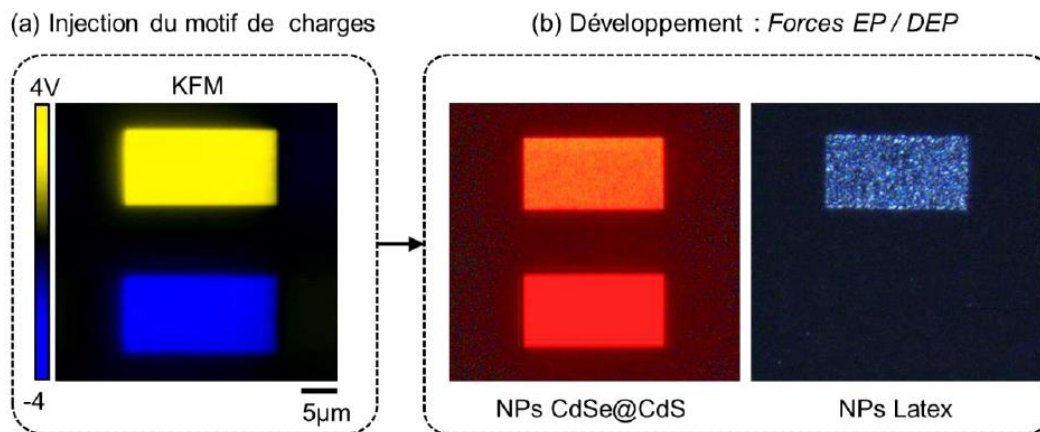 (a) Injection du motif de charges
(b) Développement : Forces EP / DEP
4V
KFM
-4
5µm
NPs CdSe@CdS
NPs Latex